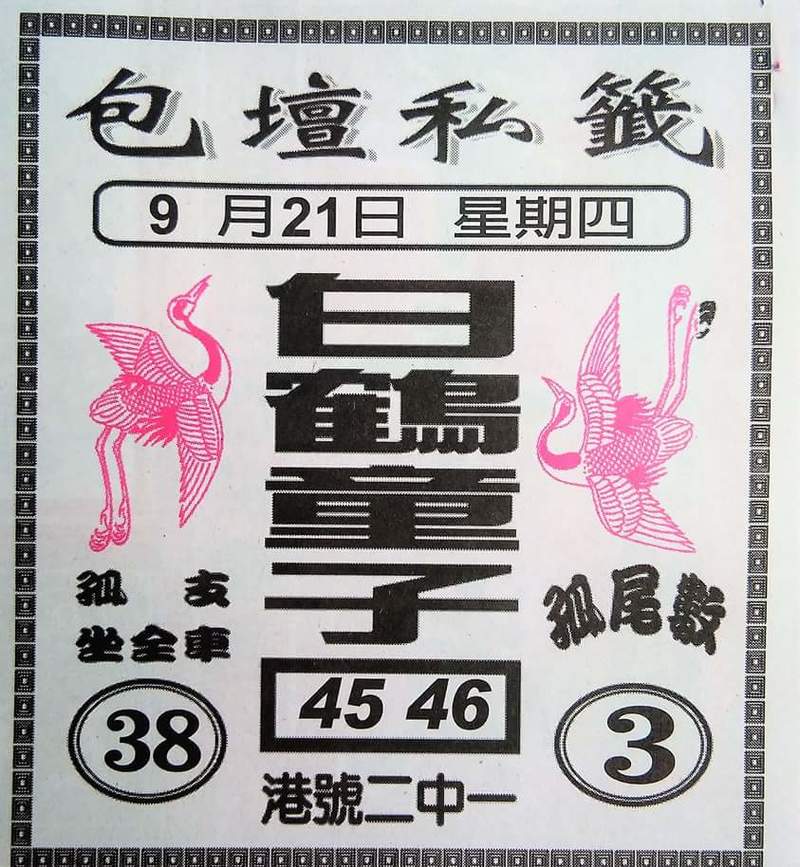 包壇私籤
9 月21日 星期四
白鶴童子
孤支
坐全車
38
45 46
港號二中一
孤尾數
3